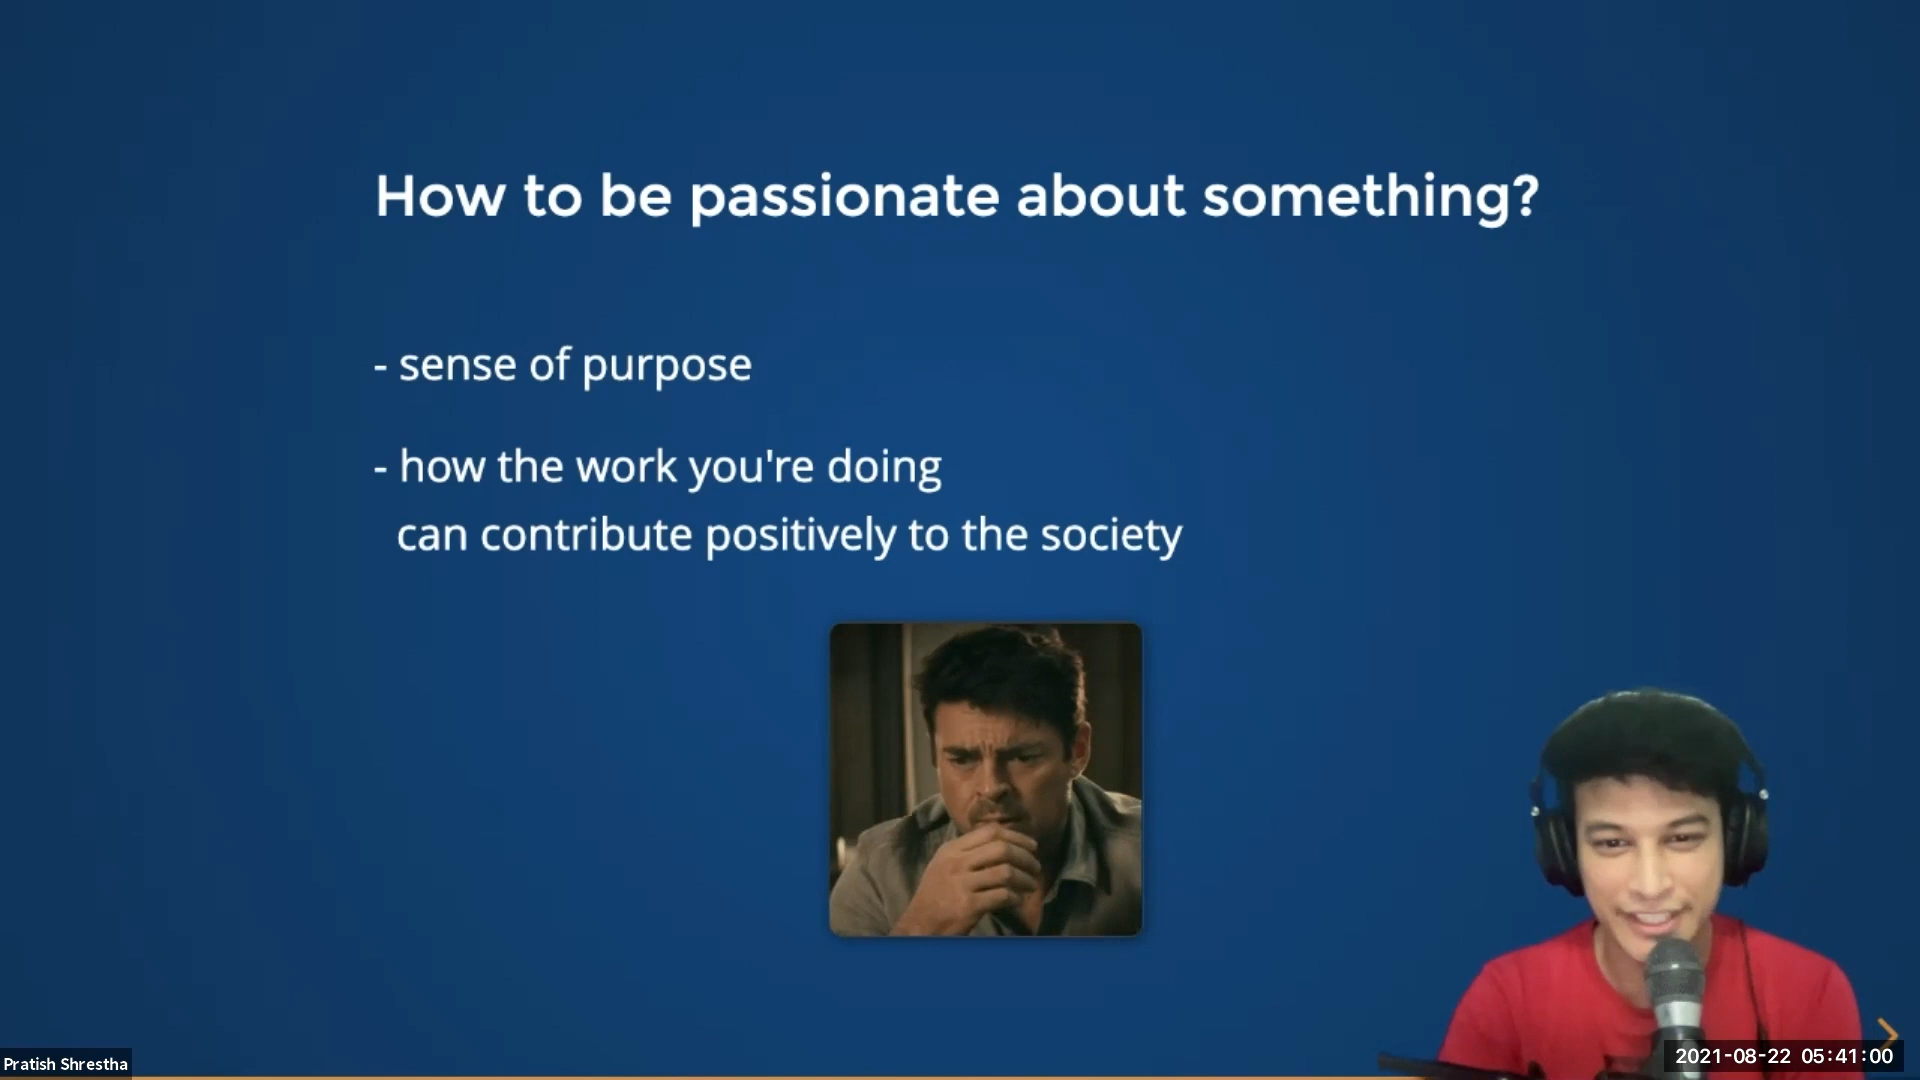 How to be passionate about something?
- sense of purpose
- how the work you're doing
can contribute positively to the society
Pratish Shrestha
2021-08-22 05:41:00